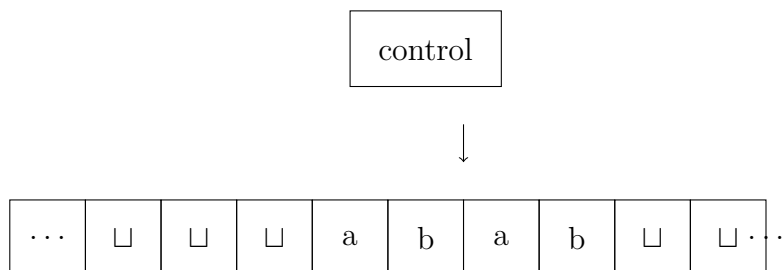 control
⋯ ⊔ ⊔ ⊔ a b a b ⊔ ⊔ ⋯